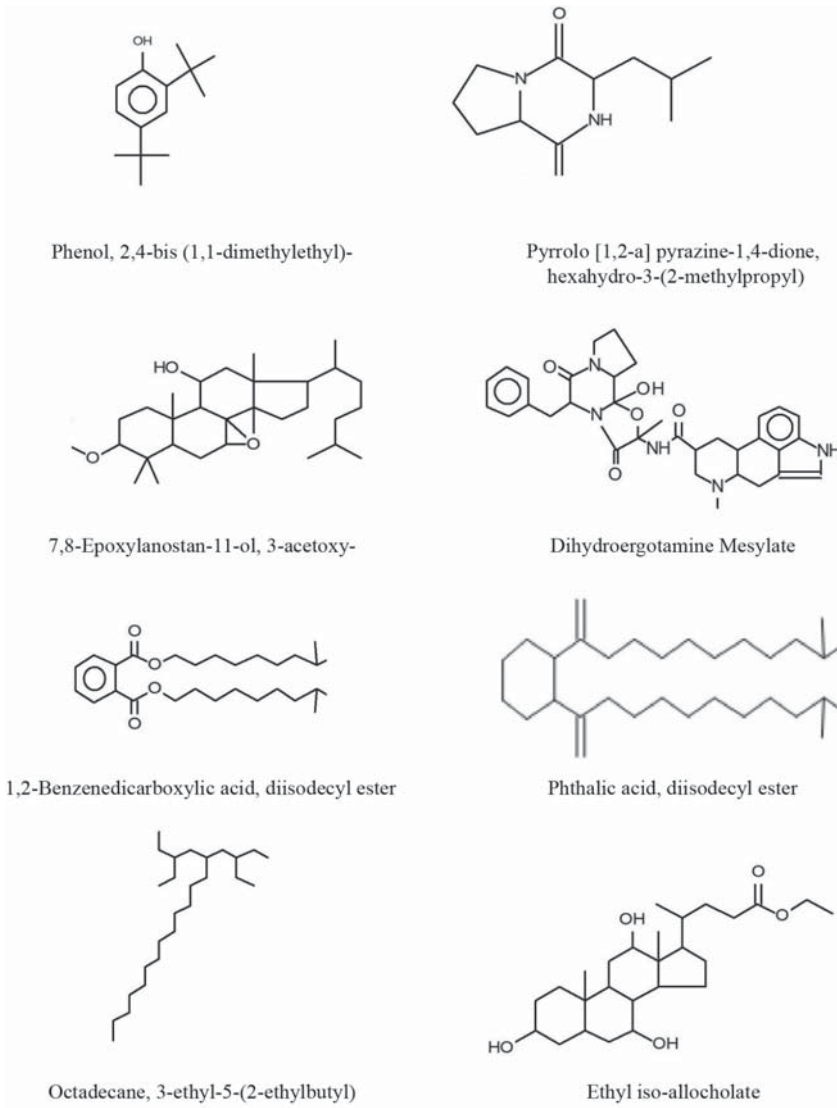 OH
Phenol, 2,4-bis (1,1-dimethylethyl)-
O
N
NH
Pyrrolo [1,2-a] pyrazine-1,4-dione,
hexahydro-3-(2-methylpropyl)
HO
O
O
7,8-Epoxylanostan-11-ol, 3-acetoxy-
N
O
OH
N
O
O
NH
O
N
NH
Dihydroergotamine Mesylate
O
O
O
O
1,2-Benzenedicarboxylic acid, diisodecyl ester
Phthalic acid, diisodecyl ester
Octadecane, 3-ethyl-5-(2-ethylbutyl)
O
O
OH
HO
OH
Ethyl iso-allocholate